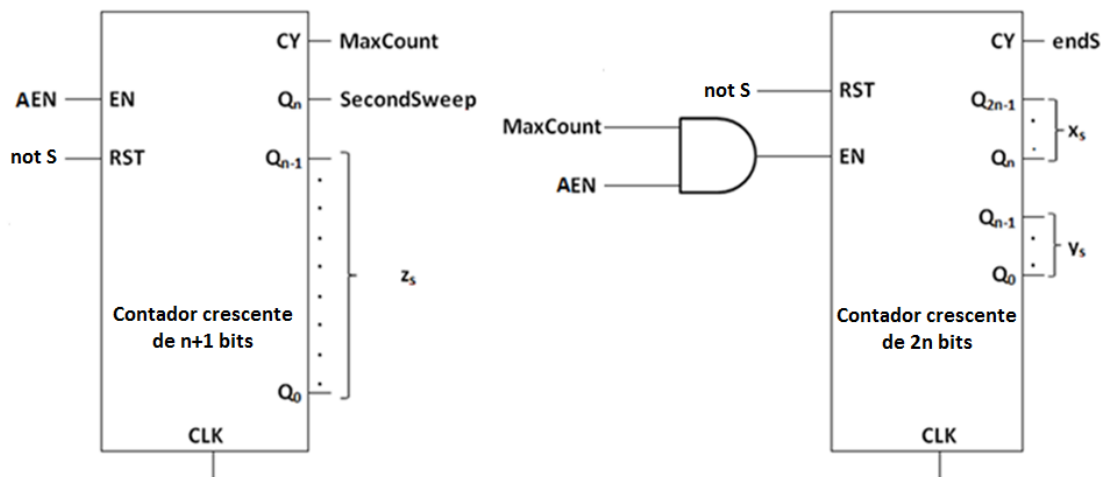 CY MaxCount
AEN EN Qn SecondSweep
not S RST Qn-1
zs
Contador crescente
de n+1 bits
Q0
CLK
CY endS
not S RST Q2n-1
xs
MaxCount
Qn
EN
AEN
Qn-1
ys
Q0
Contador crescente
de 2n bits
CLK